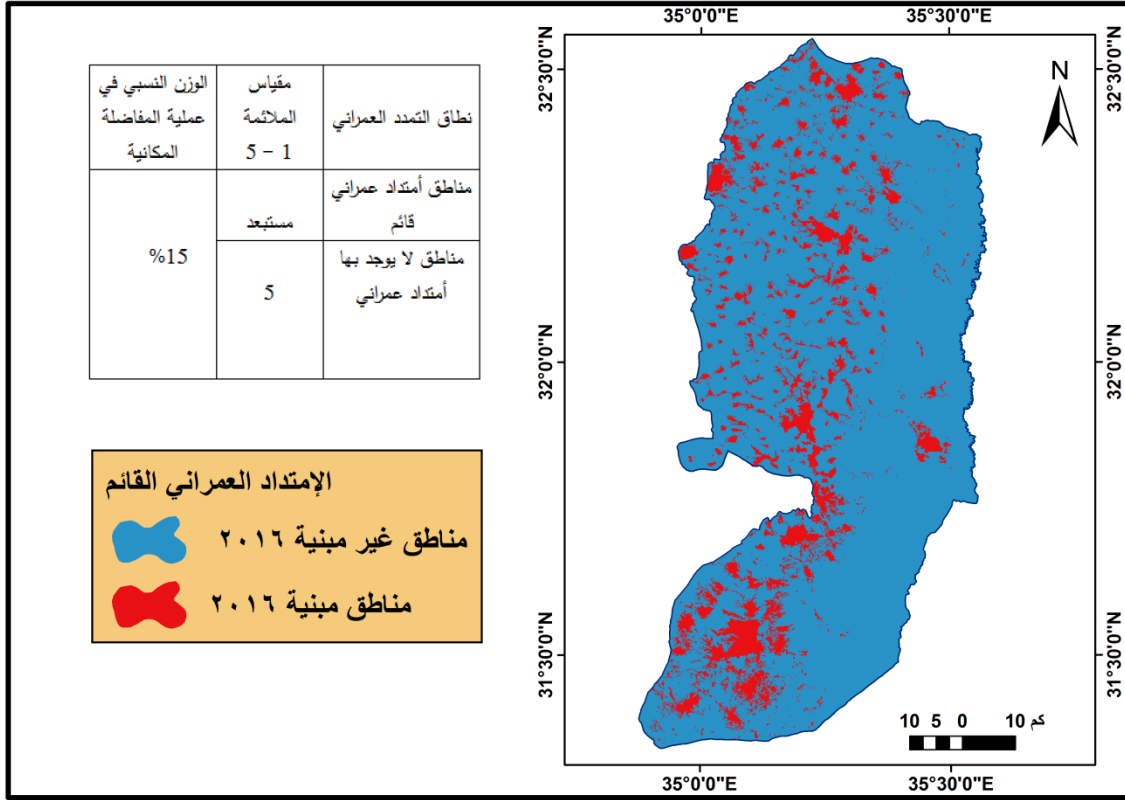 نطاق التمدد العمراني
مقياس
الملائمة
1 - 5
الوزن النسبي في
عملية المفاضلة
المكانية
مناطق أمتداد عمراني
قائم
مستبعد
%15
مناطق لا يوجد بها
أمتداد عمراني
5
الإمتداد العمراني القائم
مناطق غير مبنية ٢٠١٦
مناطق مبنية ٢٠١٦
35°0'0"E
35°30'0"E
32°30'0"N
32°30'0"N
32°0'0"N
32°0'0"N
31°30'0"N
31°30'0"N
N
10 5 0 10 كم
35°0'0"E
35°30'0"E